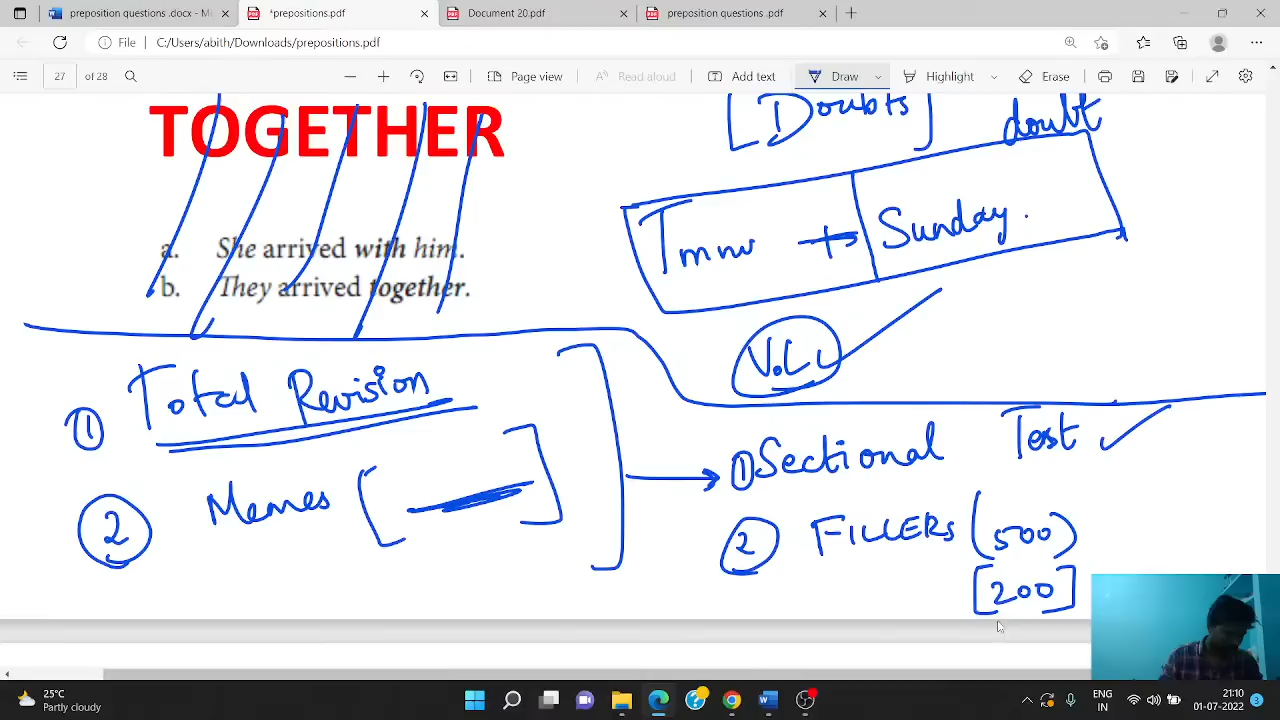 preposition questions .docx - Mi
*prepositions.pdf
Document 20.pdf
preposition questions .pdf
File
C:/Users/abith/Downloads/prepositions.pdf
27 of 28
Page view
Read aloud
Add text
Draw
Highlight
Erase
TOGETHER
a. She arrived with him.
b. They arrived together.
[Doubts] doubt
Tmnw + Sunday.
① Total Revision
② Memes [ ]
① Sectional Test ✓
② FILLERS (500)
[200]
25°C
Partly cloudy
ENG
IN
21:10
01-07-2022
3